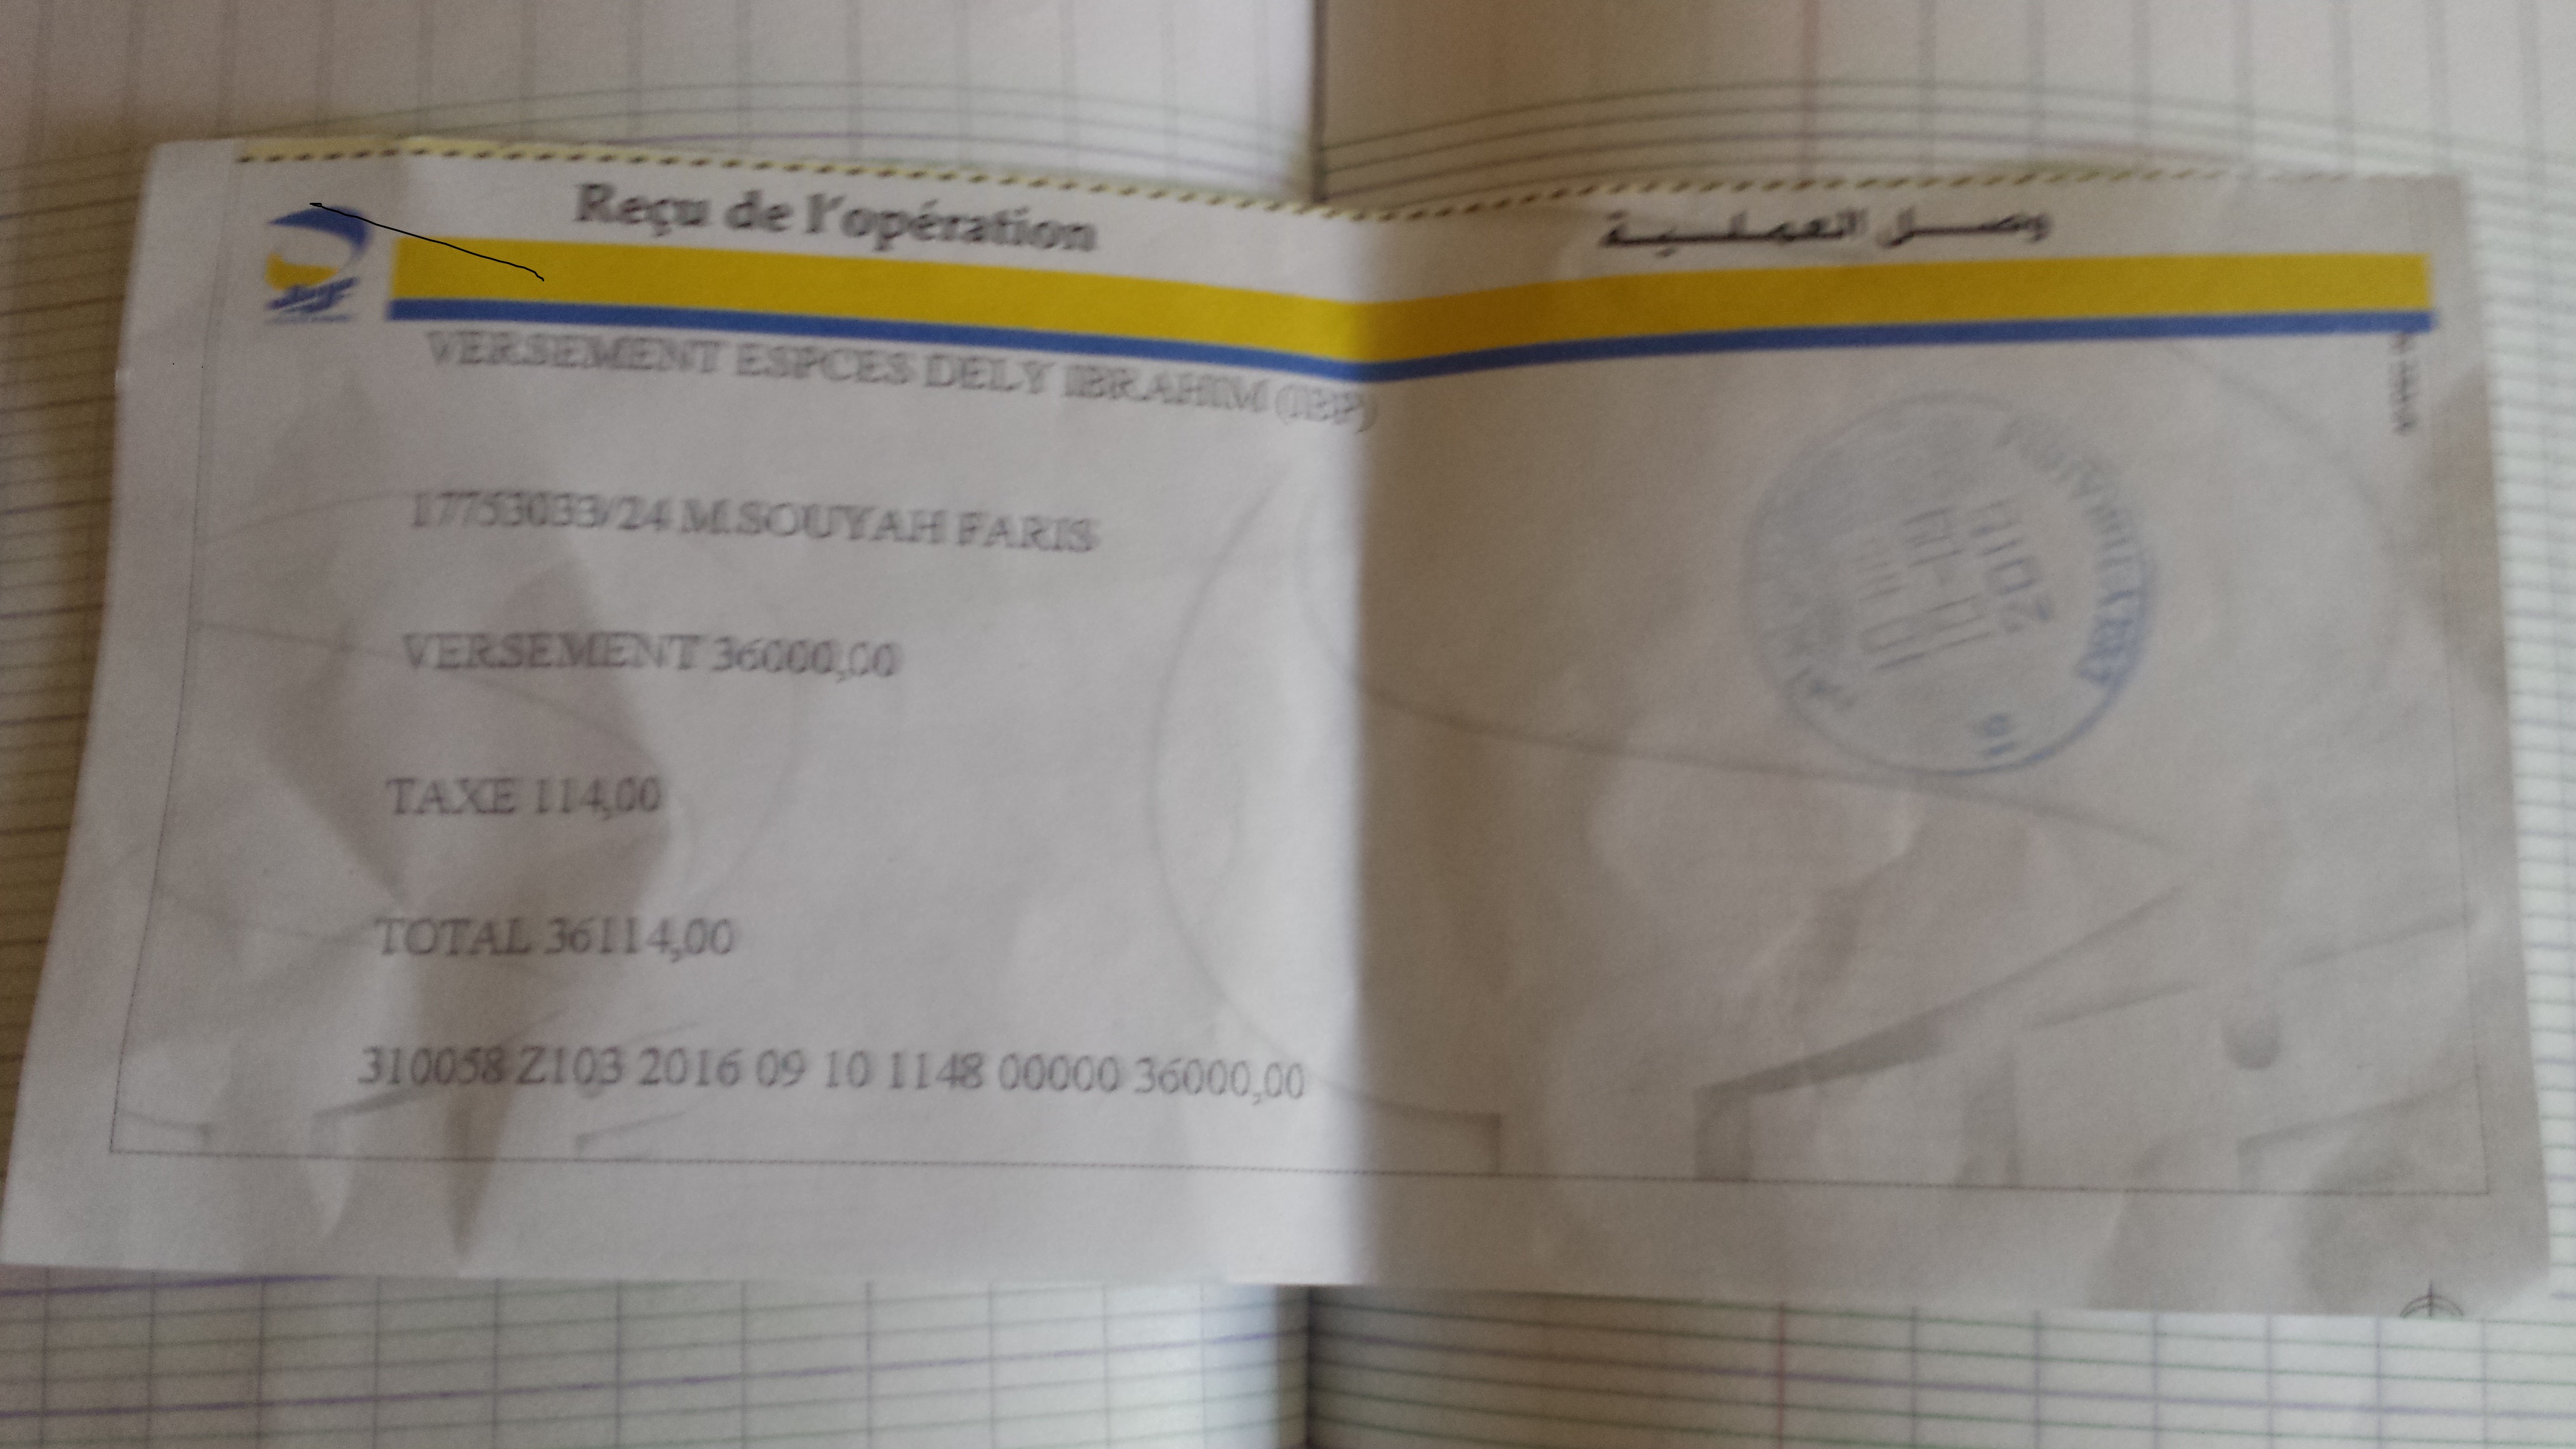 Reçu de l'opération
وصل العملية
VERSEMENT ESPCES DELY IBRAHIM (IBP)
17753033/24 M.SOUYAH FARIS
VERSEMENT 36000,00
TAXE 114,00
TOTAL 36114,00
310058 Z103 2016 09 10 1148 00000 36000,00